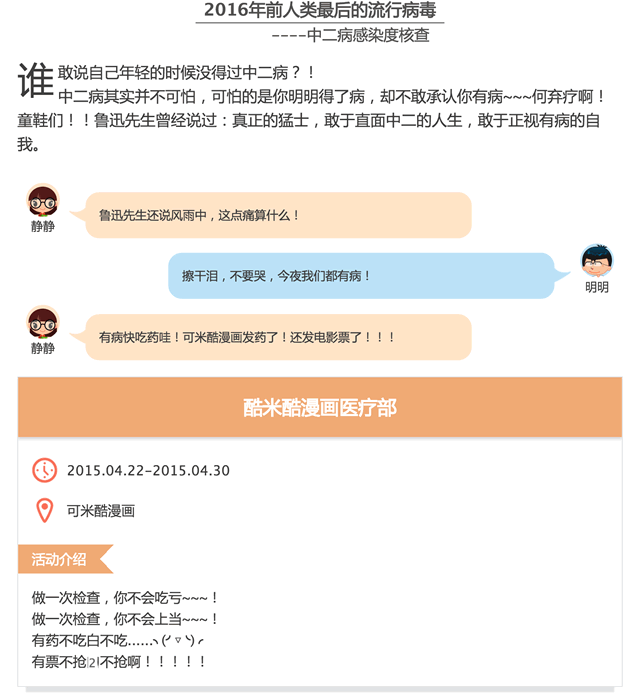 2016年前人类最后的流行病毒
----中二病感染度核查
谁敢说自己年轻的时候没得过中二病？！
中二病其实并不可怕，可怕的是你明明得了病，却不敢承认你有病~~~何弃疗啊！
童鞋们！！鲁迅先生曾经说过：真正的猛士，敢于直面中二的人生，敢于正视有病的自
我。
鲁迅先生还说风雨中，这点痛算什么！
静静
擦干泪，不要哭，今夜我们都有病！
明明
有病快吃药哇！可米酷漫画发药了！还发电影票了！！！
静静
酷米酷漫画医疗部
2015.04.22-2015.04.30
可米酷漫画
活动介绍
做一次检查，你不会吃亏~~~！
做一次检查，你不会上当~~~！
有药不吃白不吃......ヽ(✓▿✓)ノ
有票不抢白不抢啊！！！！！